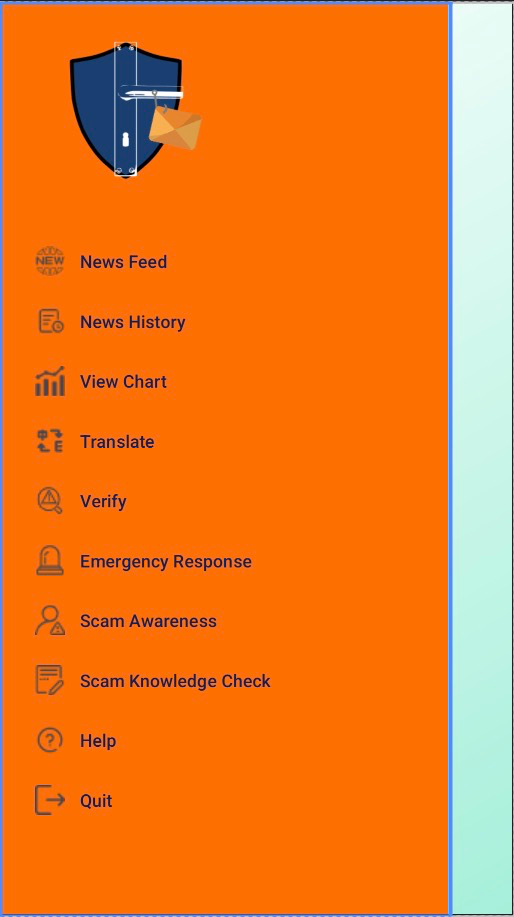 NEW
News Feed
News History
View Chart
Translate
Verify
Emergency Response
Scam Awareness
Scam Knowledge Check
Help
Quit